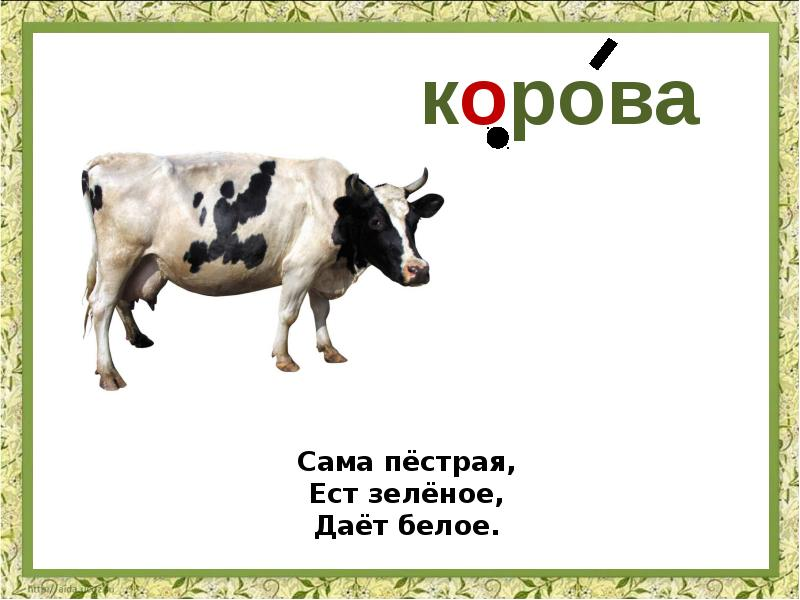 корова
Сама пёстрая,
Ест зелёное,
Даёт белое.